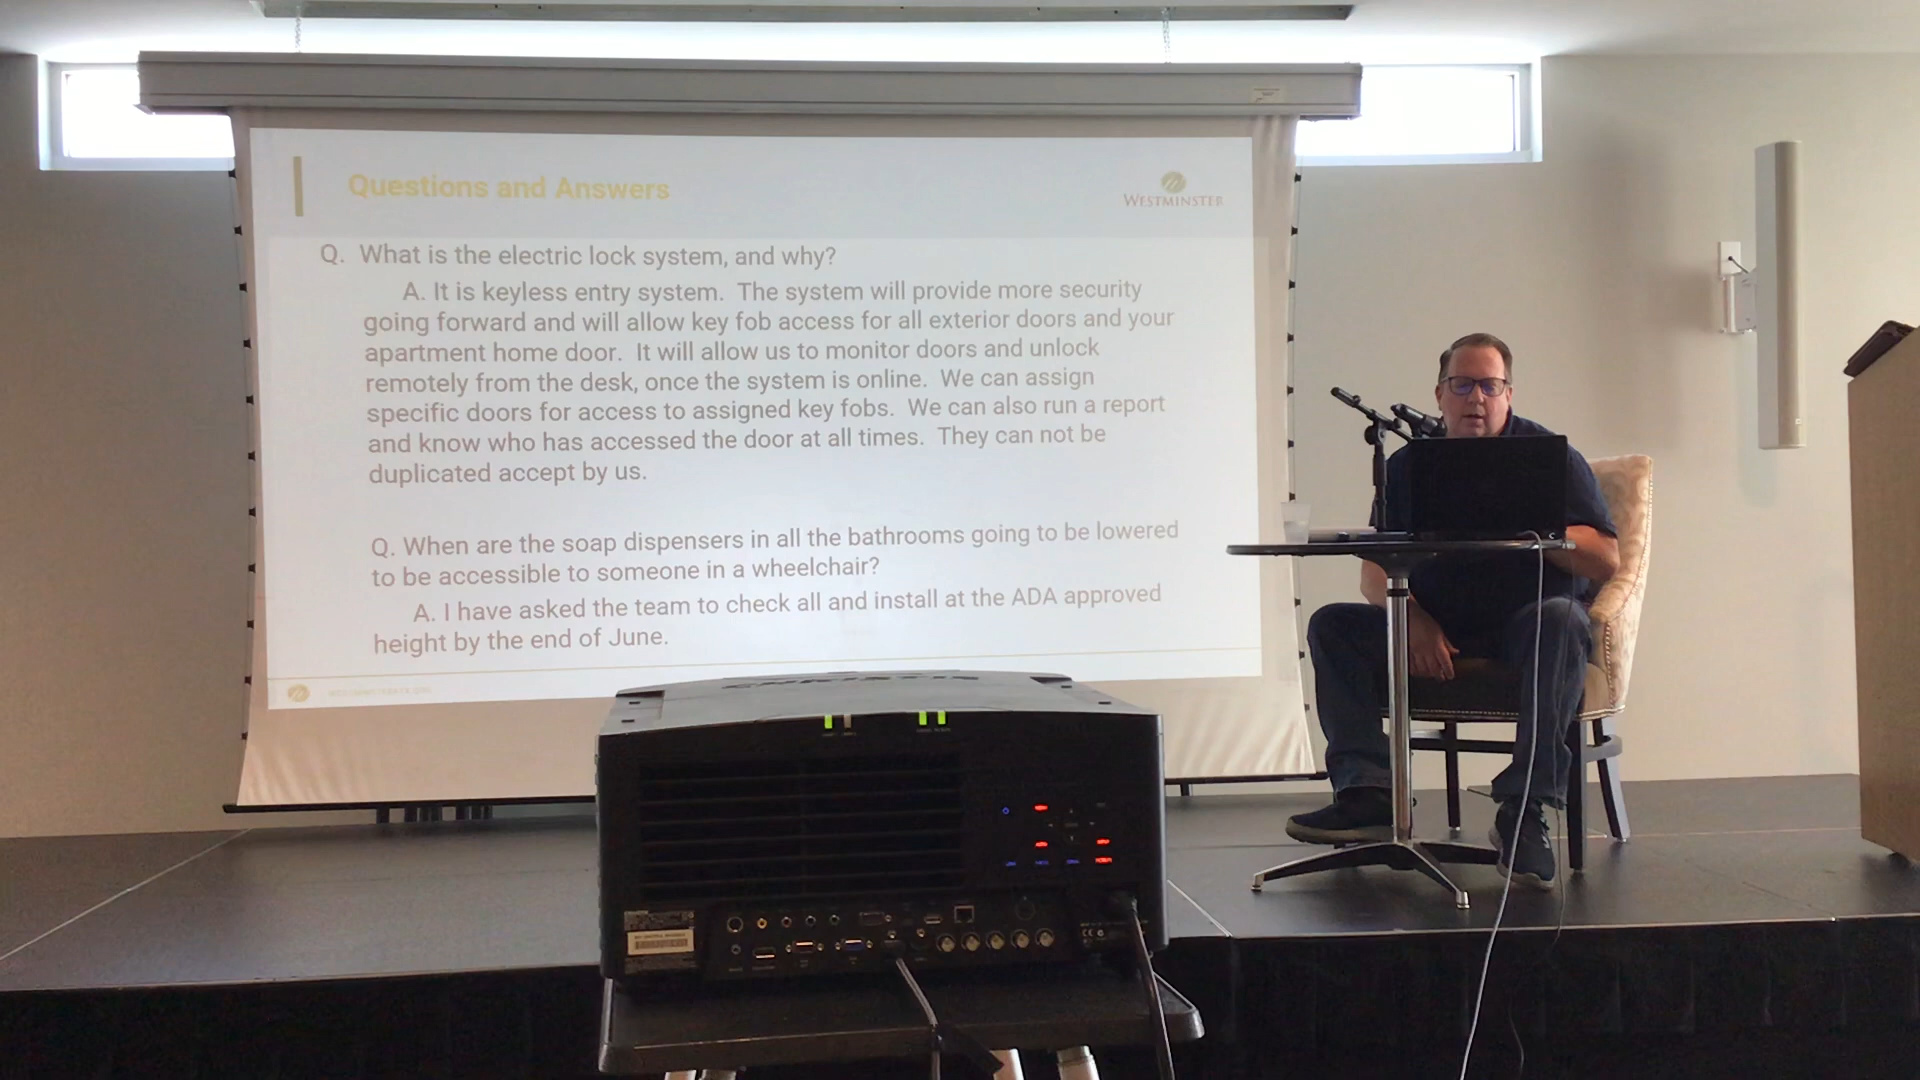 Questions and Answers
WESTMINSTER
Q. What is the electric lock system, and why?
A. It is keyless entry system. The system will provide more security
going forward and will allow key fob access for all exterior doors and your
apartment home door. It will allow us to monitor doors and unlock
remotely from the desk, once the system is online. We can assign
specific doors for access to assigned key fobs. We can also run a report
and know who has accessed the door at all times. They can not be
duplicated accept by us.
Q. When are the soap dispensers in all the bathrooms going to be lowered
to be accessible to someone in a wheelchair?
A. I have asked the team to check all and install at the ADA approved
height by the end of June.
CHRISTIE